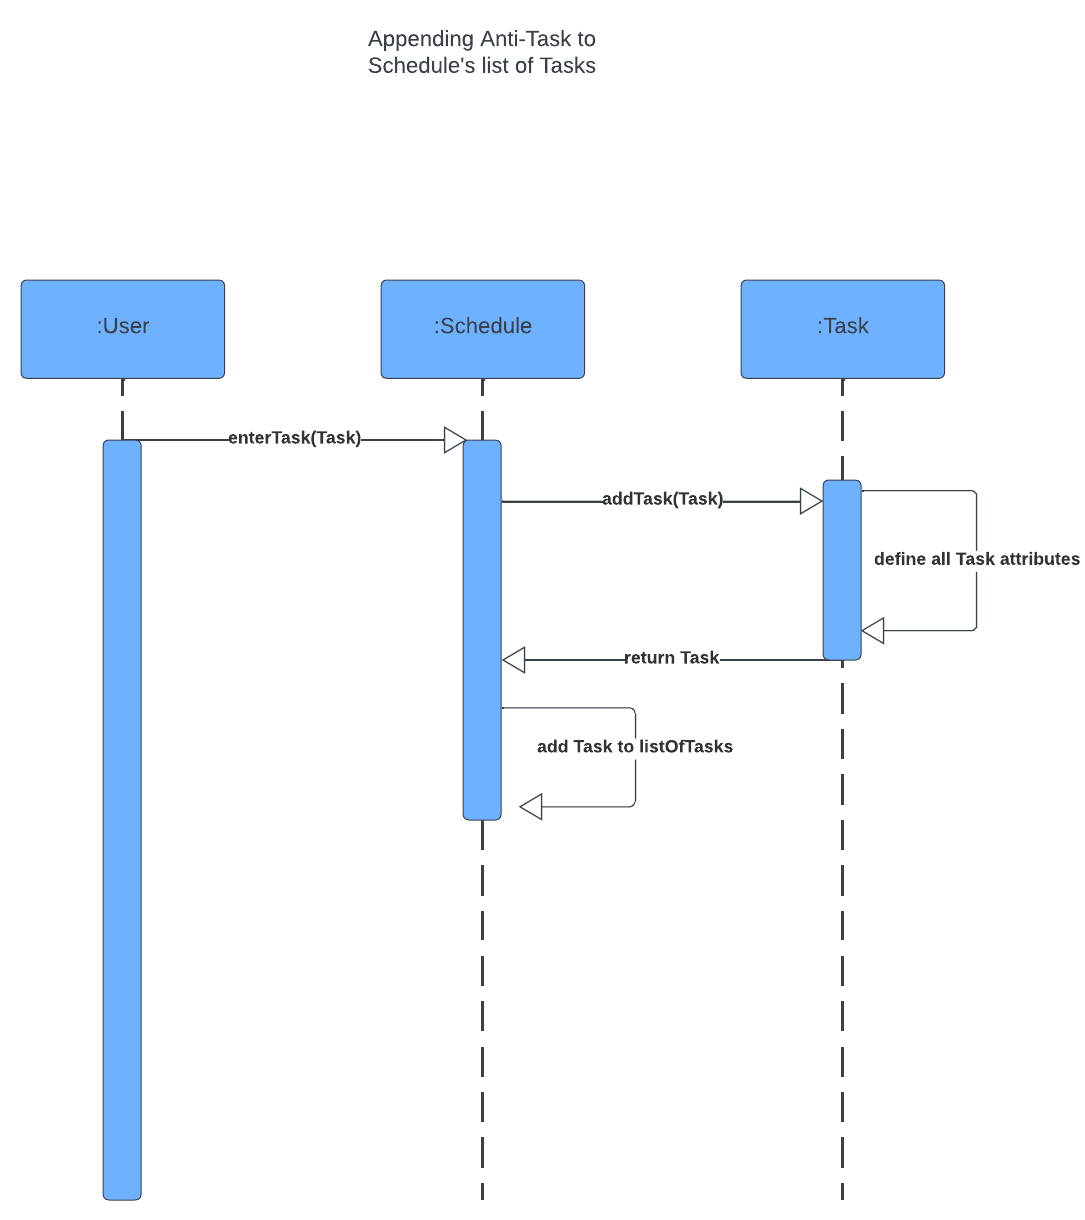 Appending Anti-Task to
Schedule's list of Tasks
:User
:Schedule
:Task
enterTask(Task)
addTask(Task)
define all Task attributes
return Task
add Task to listOfTasks